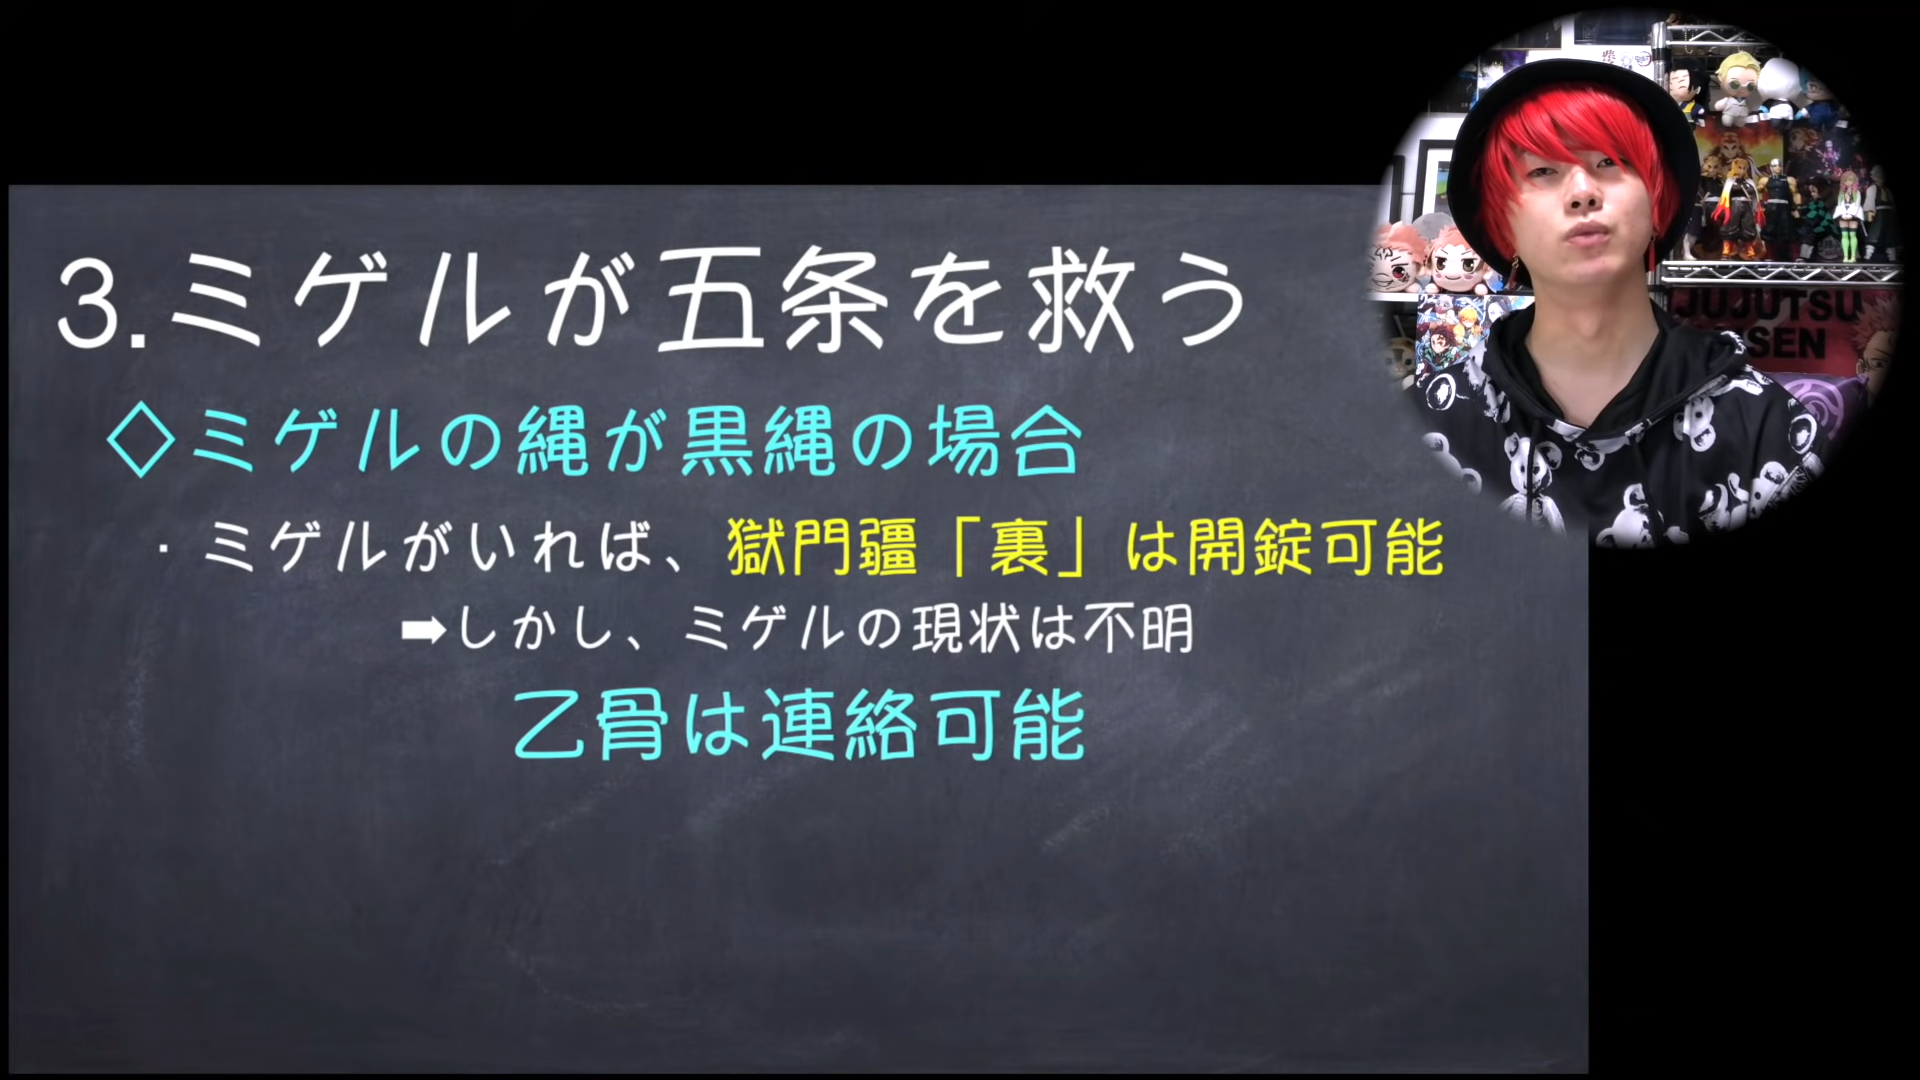 3.ミゲルが五条を救う
◇ミゲルの縄が黒縄の場合
・ミゲルがいれば、獄門疆「裏」は開錠可能
➡しかし、ミゲルの現状は不明
乙骨は連絡可能
JUJUTSU